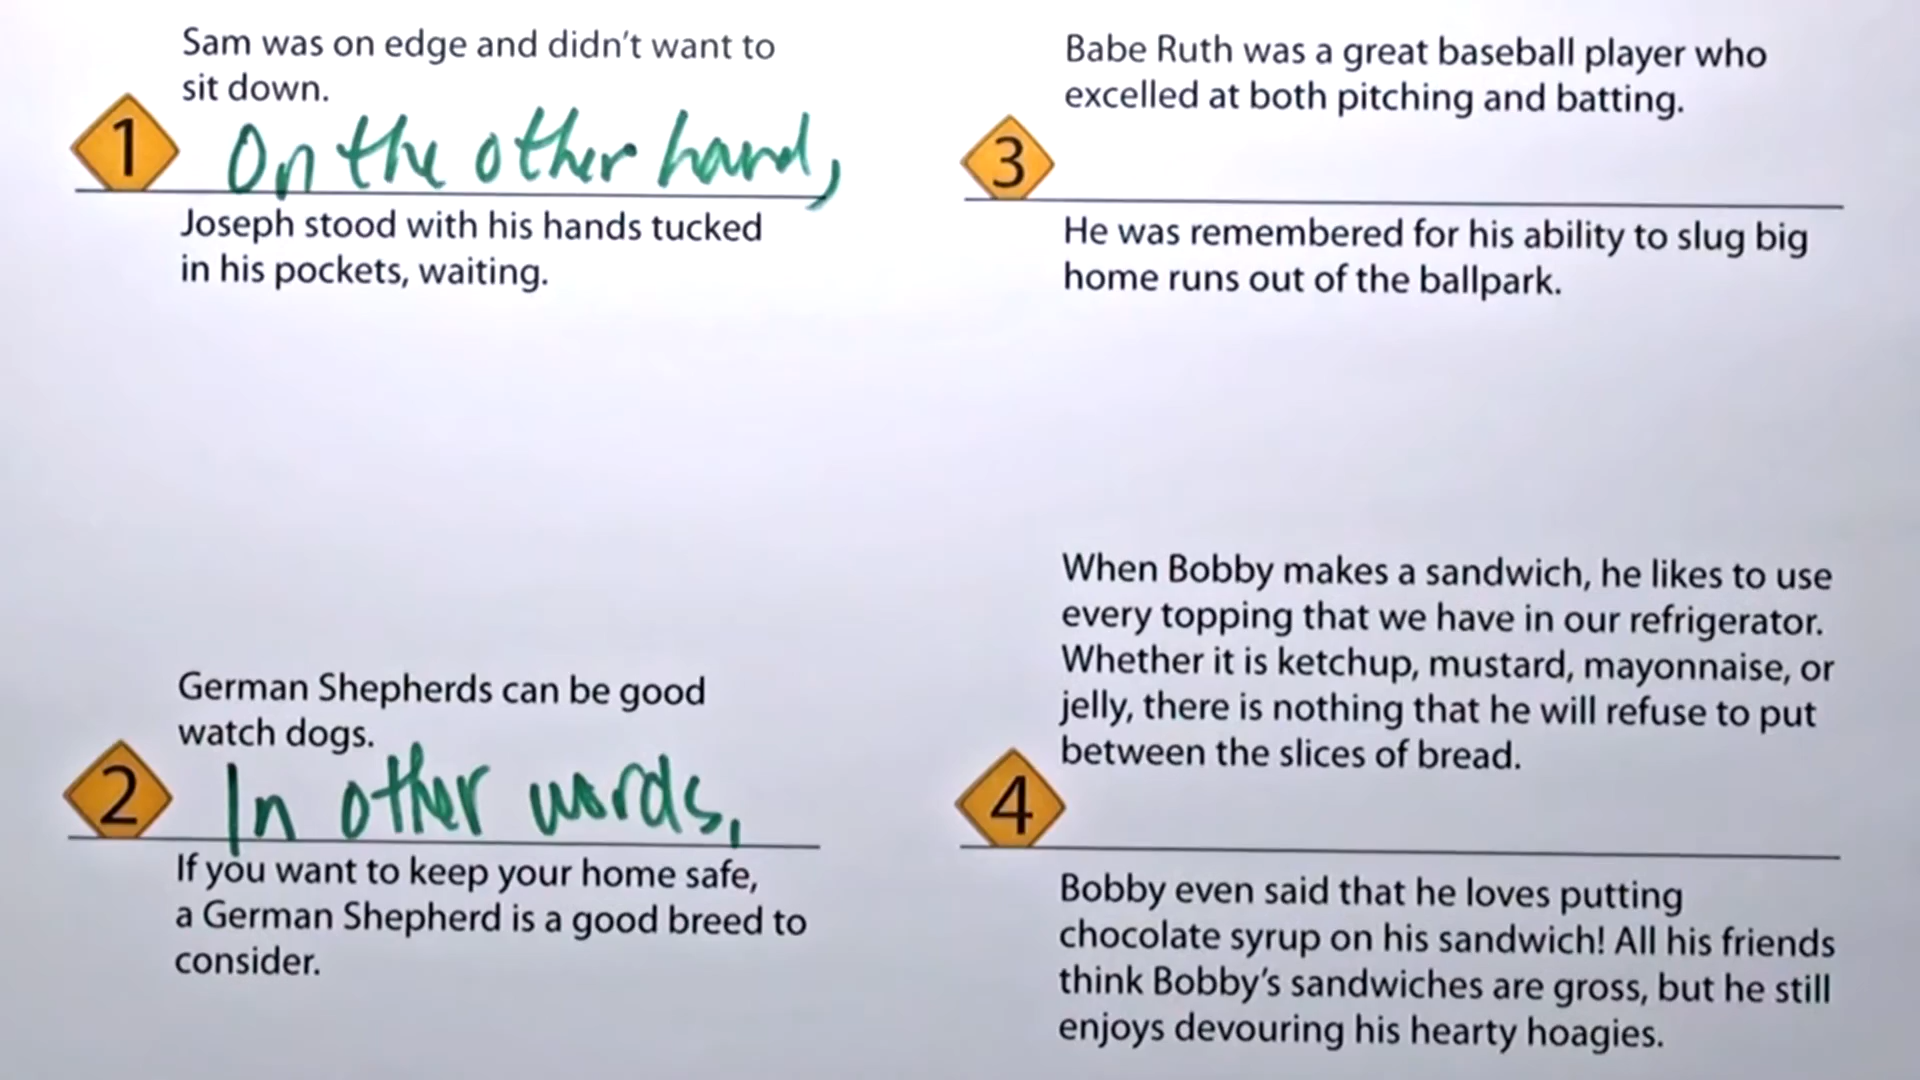 Sam was on edge and didn't want to
sit down.
1 On the other hand,
Joseph stood with his hands tucked
in his pockets, waiting.
German Shepherds can be good
watch dogs.
2 In other words,
If you want to keep your home safe,
a German Shepherd is a good breed to
consider.
Babe Ruth was a great baseball player who
excelled at both pitching and batting.
3
He was remembered for his ability to slug big
home runs out of the ballpark.
When Bobby makes a sandwich, he likes to use
every topping that we have in our refrigerator.
Whether it is ketchup, mustard, mayonnaise, or
jelly, there is nothing that he will refuse to put
between the slices of bread.
4
Bobby even said that he loves putting
chocolate syrup on his sandwich! All his friends
think Bobby's sandwiches are gross, but he still
enjoys devouring his hearty hoagies.